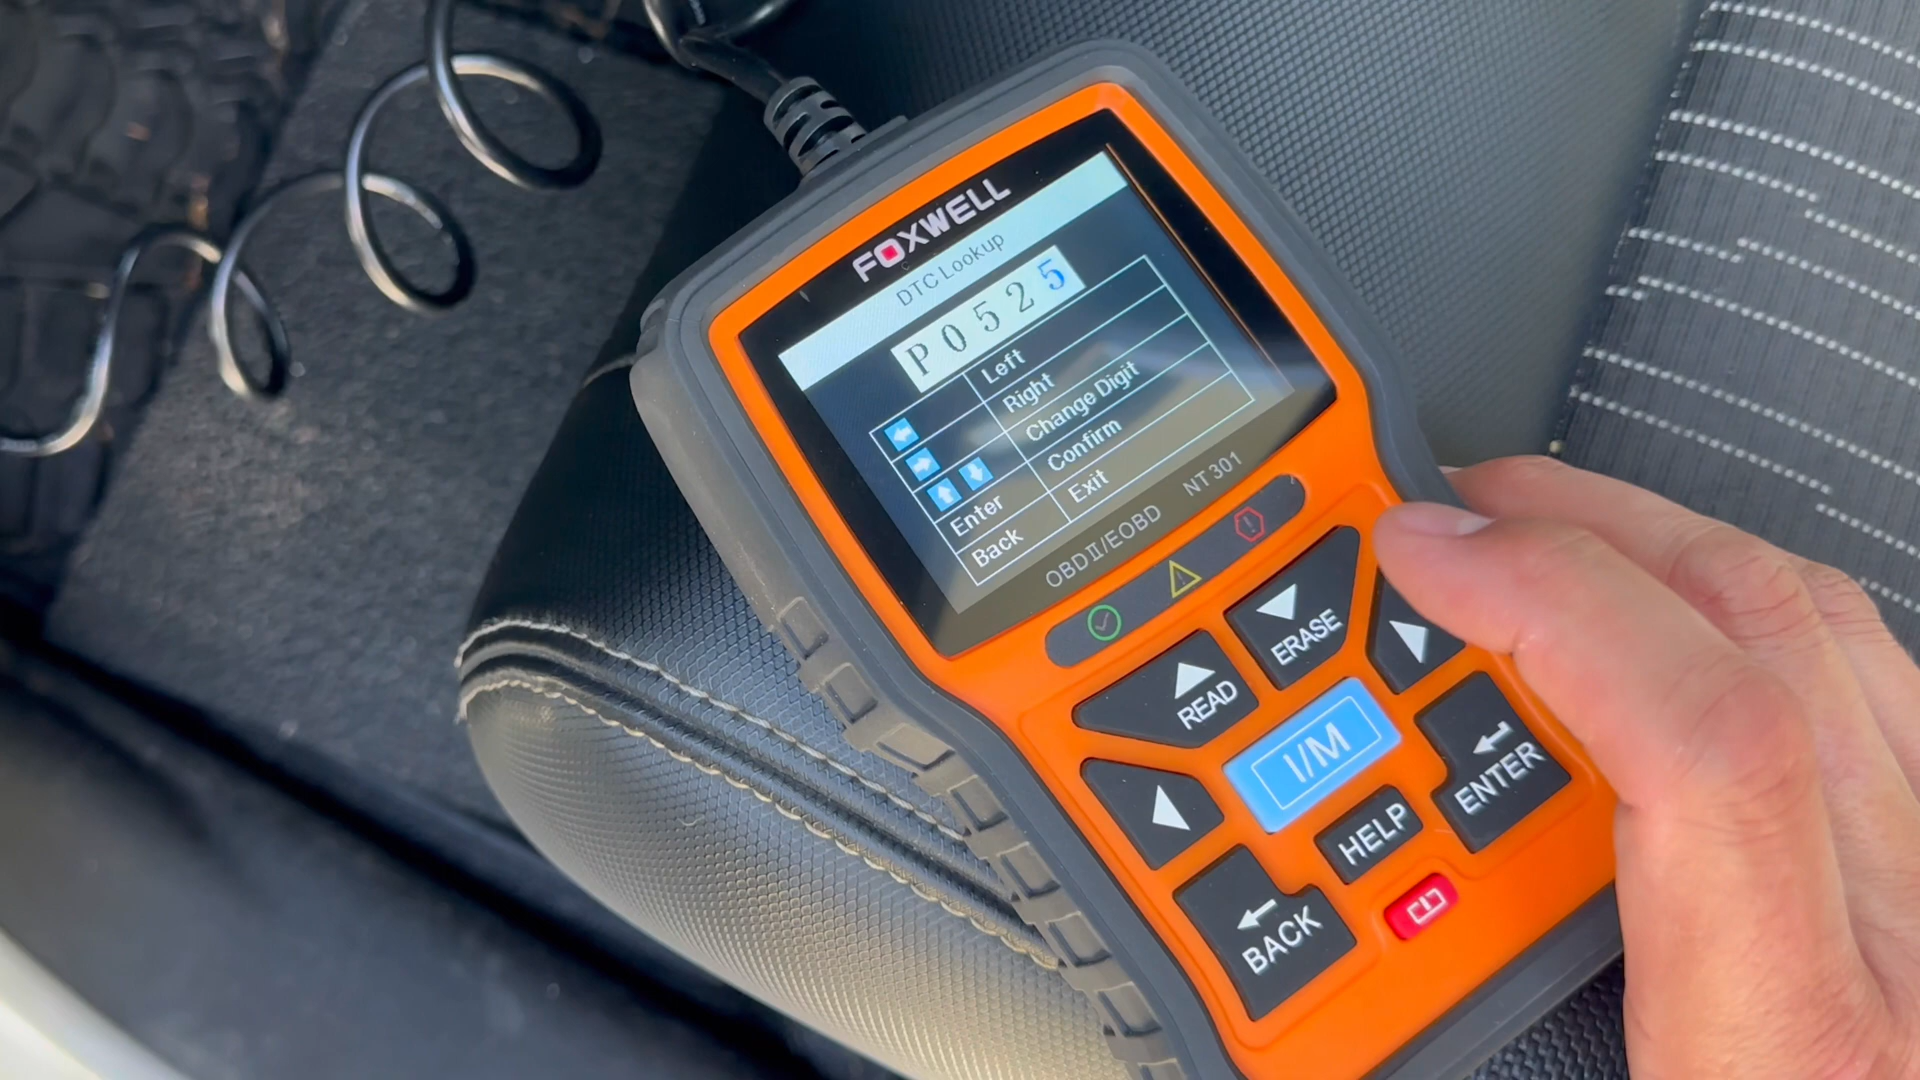 FOXWELL
DTC Lookup
P0525
Left
Right
Change Digit
Enter Confirm
Back Exit
OBDII/EOBD NT301
READ
ERASE
I/M
ENTER
HELP
BACK